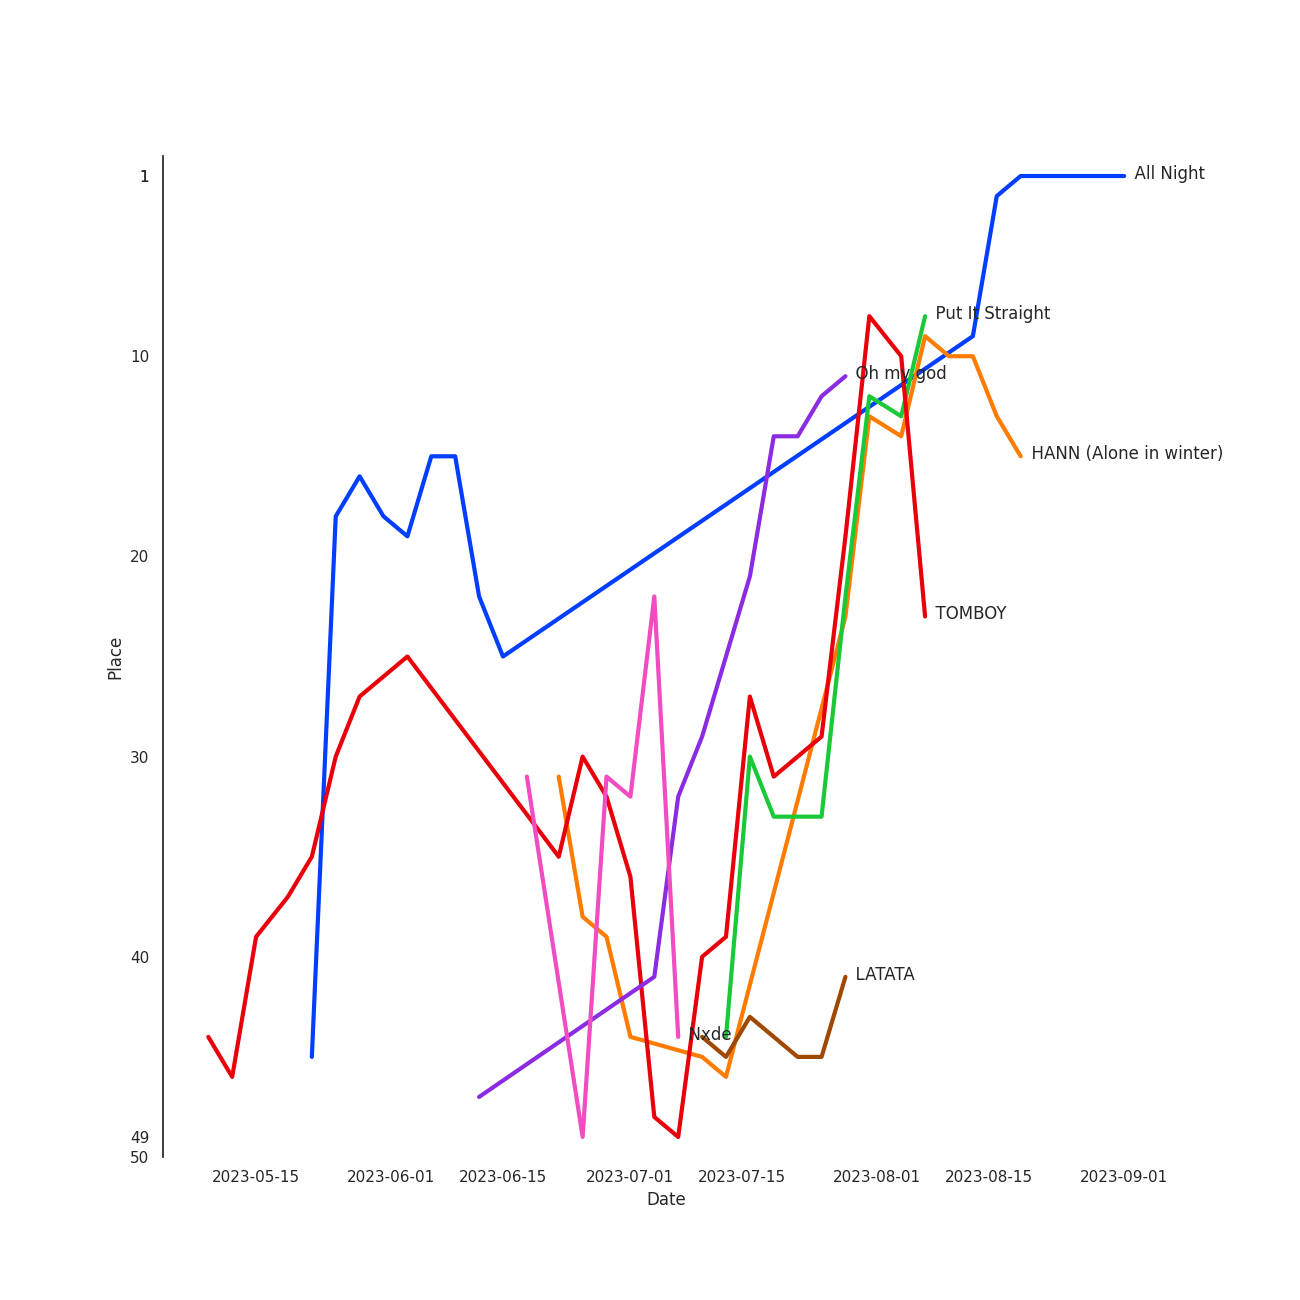 1
All Night
Put It Straight
10
Oh my god
HANN (Alone in winter)
20
TOMBOY
Place
30
40
LATATA
Nxde
49
50
2023-05-15 2023-06-01 2023-06-15 2023-07-01 2023-07-15 2023-08-01 2023-08-15 2023-09-01
Date